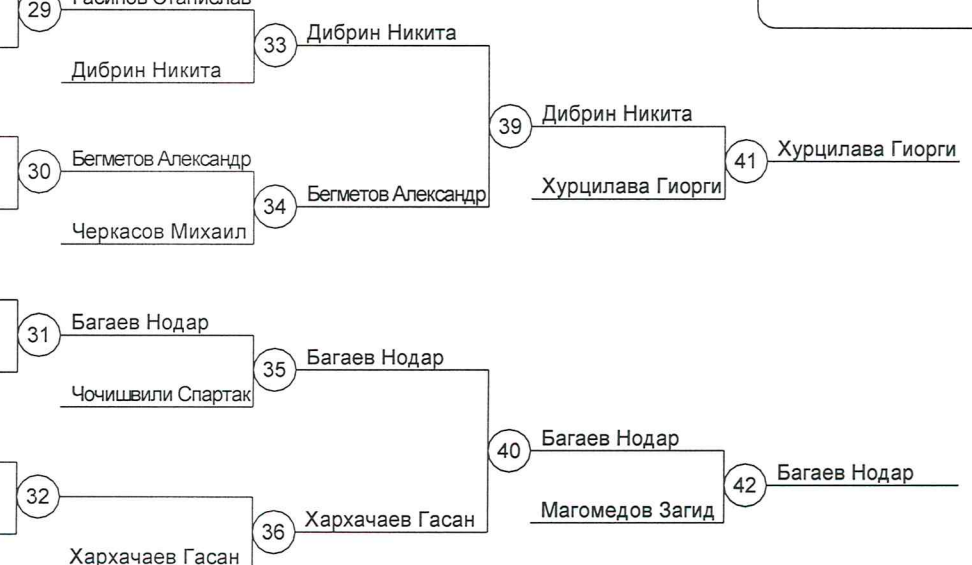 29
Дибрин Никита
33
Дибрин Никита
39
Дибрин Никита
30
Бегметов Александр
41
Хурцилава Гиорги
Хурцилава Гиорги
34
Бегметов Александр
Черкасов Михаил
31
Багаев Нодар
35
Багаев Нодар
Чочишвили Спартак
40
Багаев Нодар
42
Багаев Нодар
32
Магомедов Загид
36
Хархачаев Гасан
Хархачаев Гасан